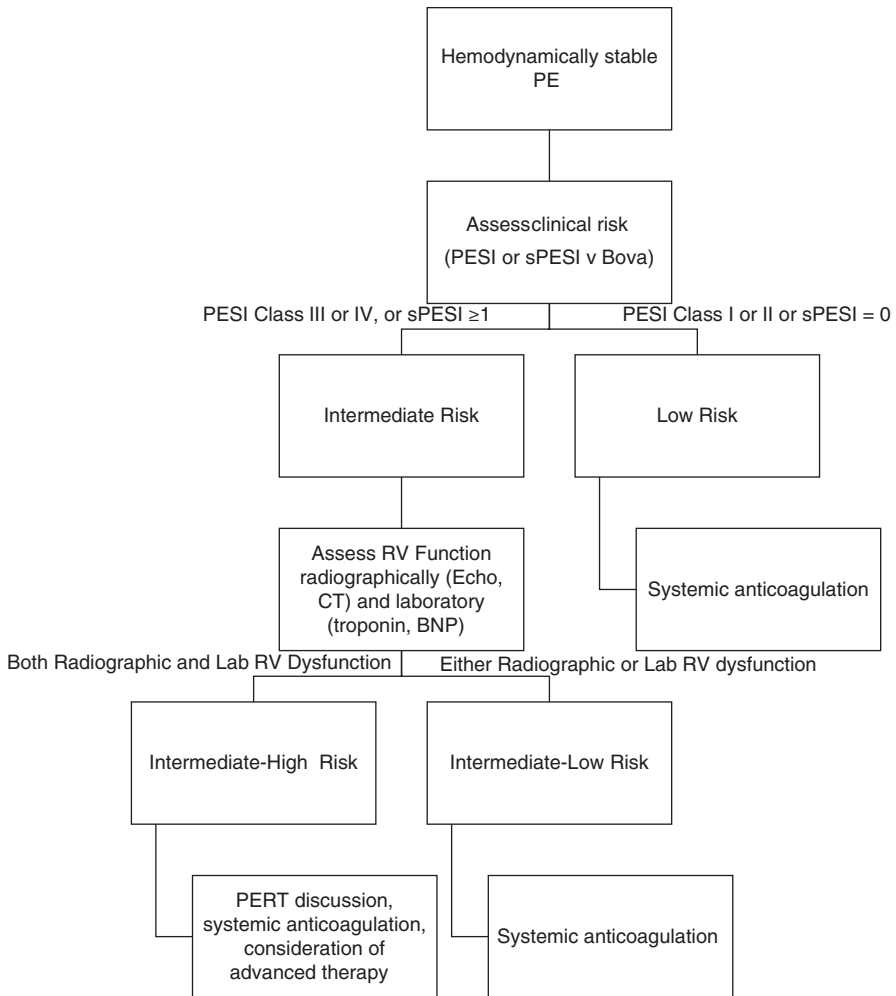 Hemodynamically stable
PE
Assessclinical risk
(PESI or sPESI v Bova)
PESI Class III or IV, or sPESI ≥1
PESI Class I or II or sPESI = 0
Intermediate Risk
Low Risk
Assess RV Function
radiographically (Echo,
CT) and laboratory
(troponin, BNP)
Systemic anticoagulation
Both Radiographic and Lab RV Dysfunction
Either Radiographic or Lab RV dysfunction
Intermediate-High Risk
Intermediate-Low Risk
PERT discussion,
systemic anticoagulation,
consideration of
advanced therapy
Systemic anticoagulation